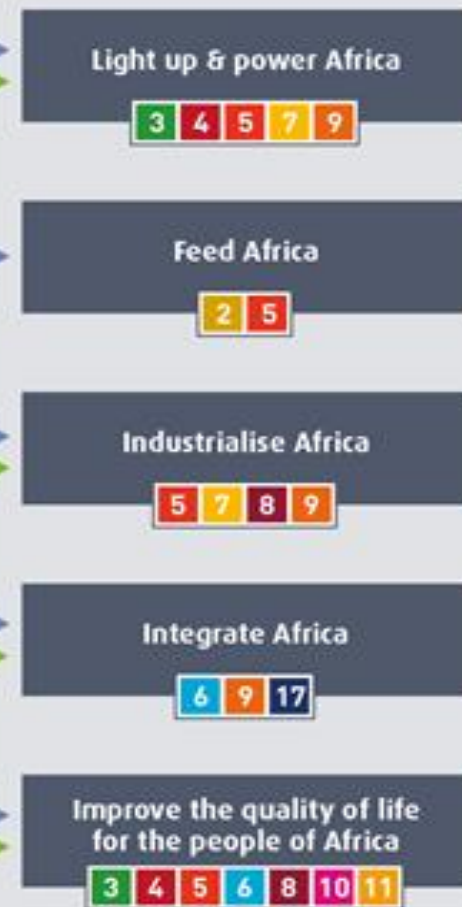 Light up & power Africa
3 4 5 7 9
Feed Africa
2 5
Industrialise Africa
5 7 8 9
Integrate Africa
6 9 17
Improve the quality of life
for the people of Africa
3 4 5 6 8 10 11